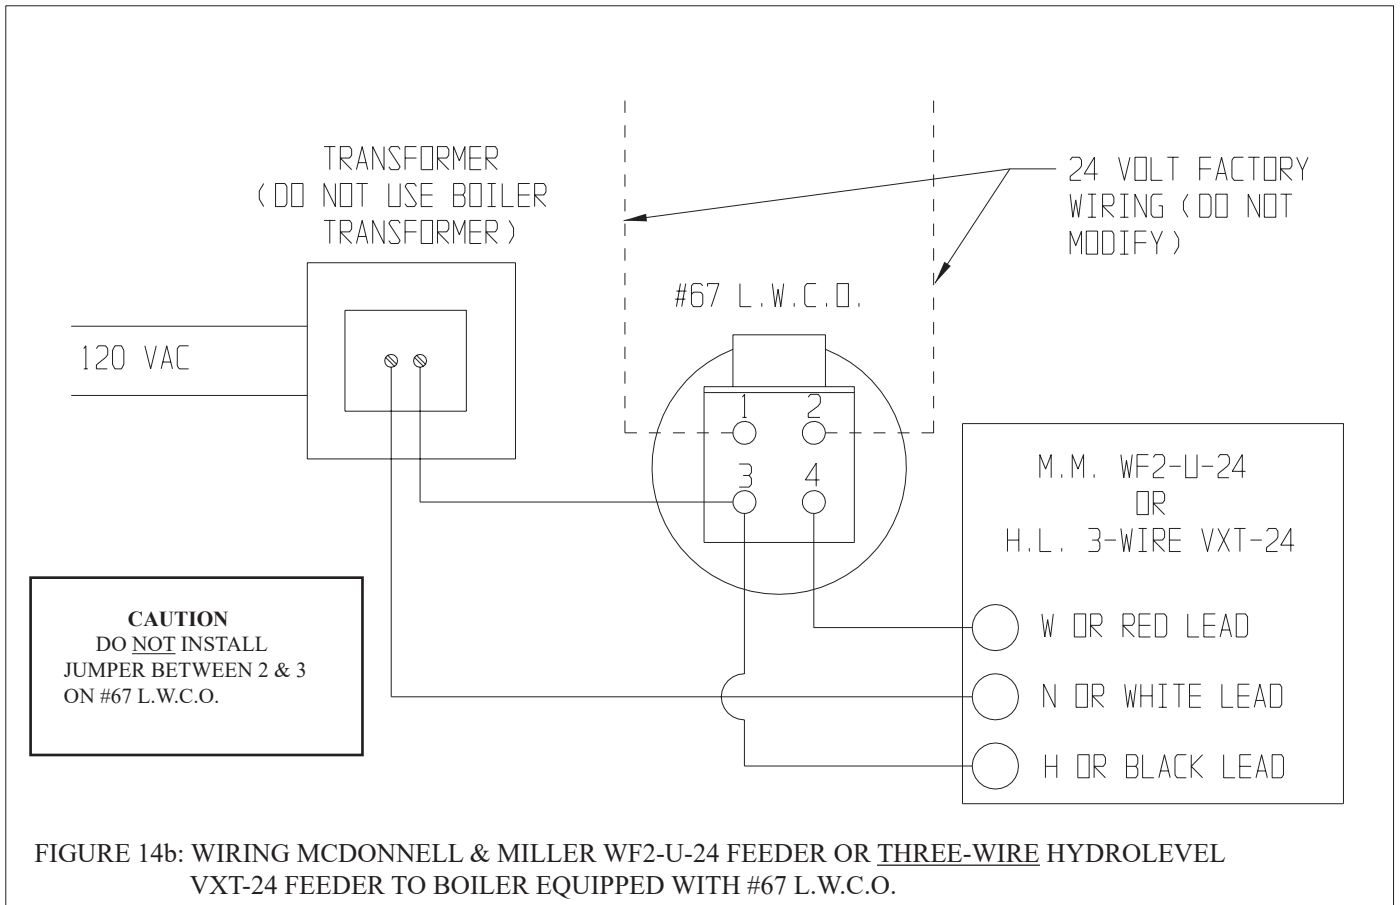 TRANSFORMER
(DO NOT USE BOILER
TRANSFORMER)
24 VOLT FACTORY
WIRING (DO NOT
MODIFY)
#67 L.W.C.O.
120 VAC
1 2
3 4
M.M. WF2-U-24
OR
H.L. 3-WIRE VXT-24
W OR RED LEAD
N OR WHITE LEAD
H OR BLACK LEAD
CAUTION
DO NOT INSTALL
JUMPER BETWEEN 2 & 3
ON #67 L.W.C.O.
FIGURE 14b: WIRING MCDONNELL & MILLER WF2-U-24 FEEDER OR THREE-WIRE HYDROLEVEL
VXT-24 FEEDER TO BOILER EQUIPPED WITH #67 L.W.C.O.